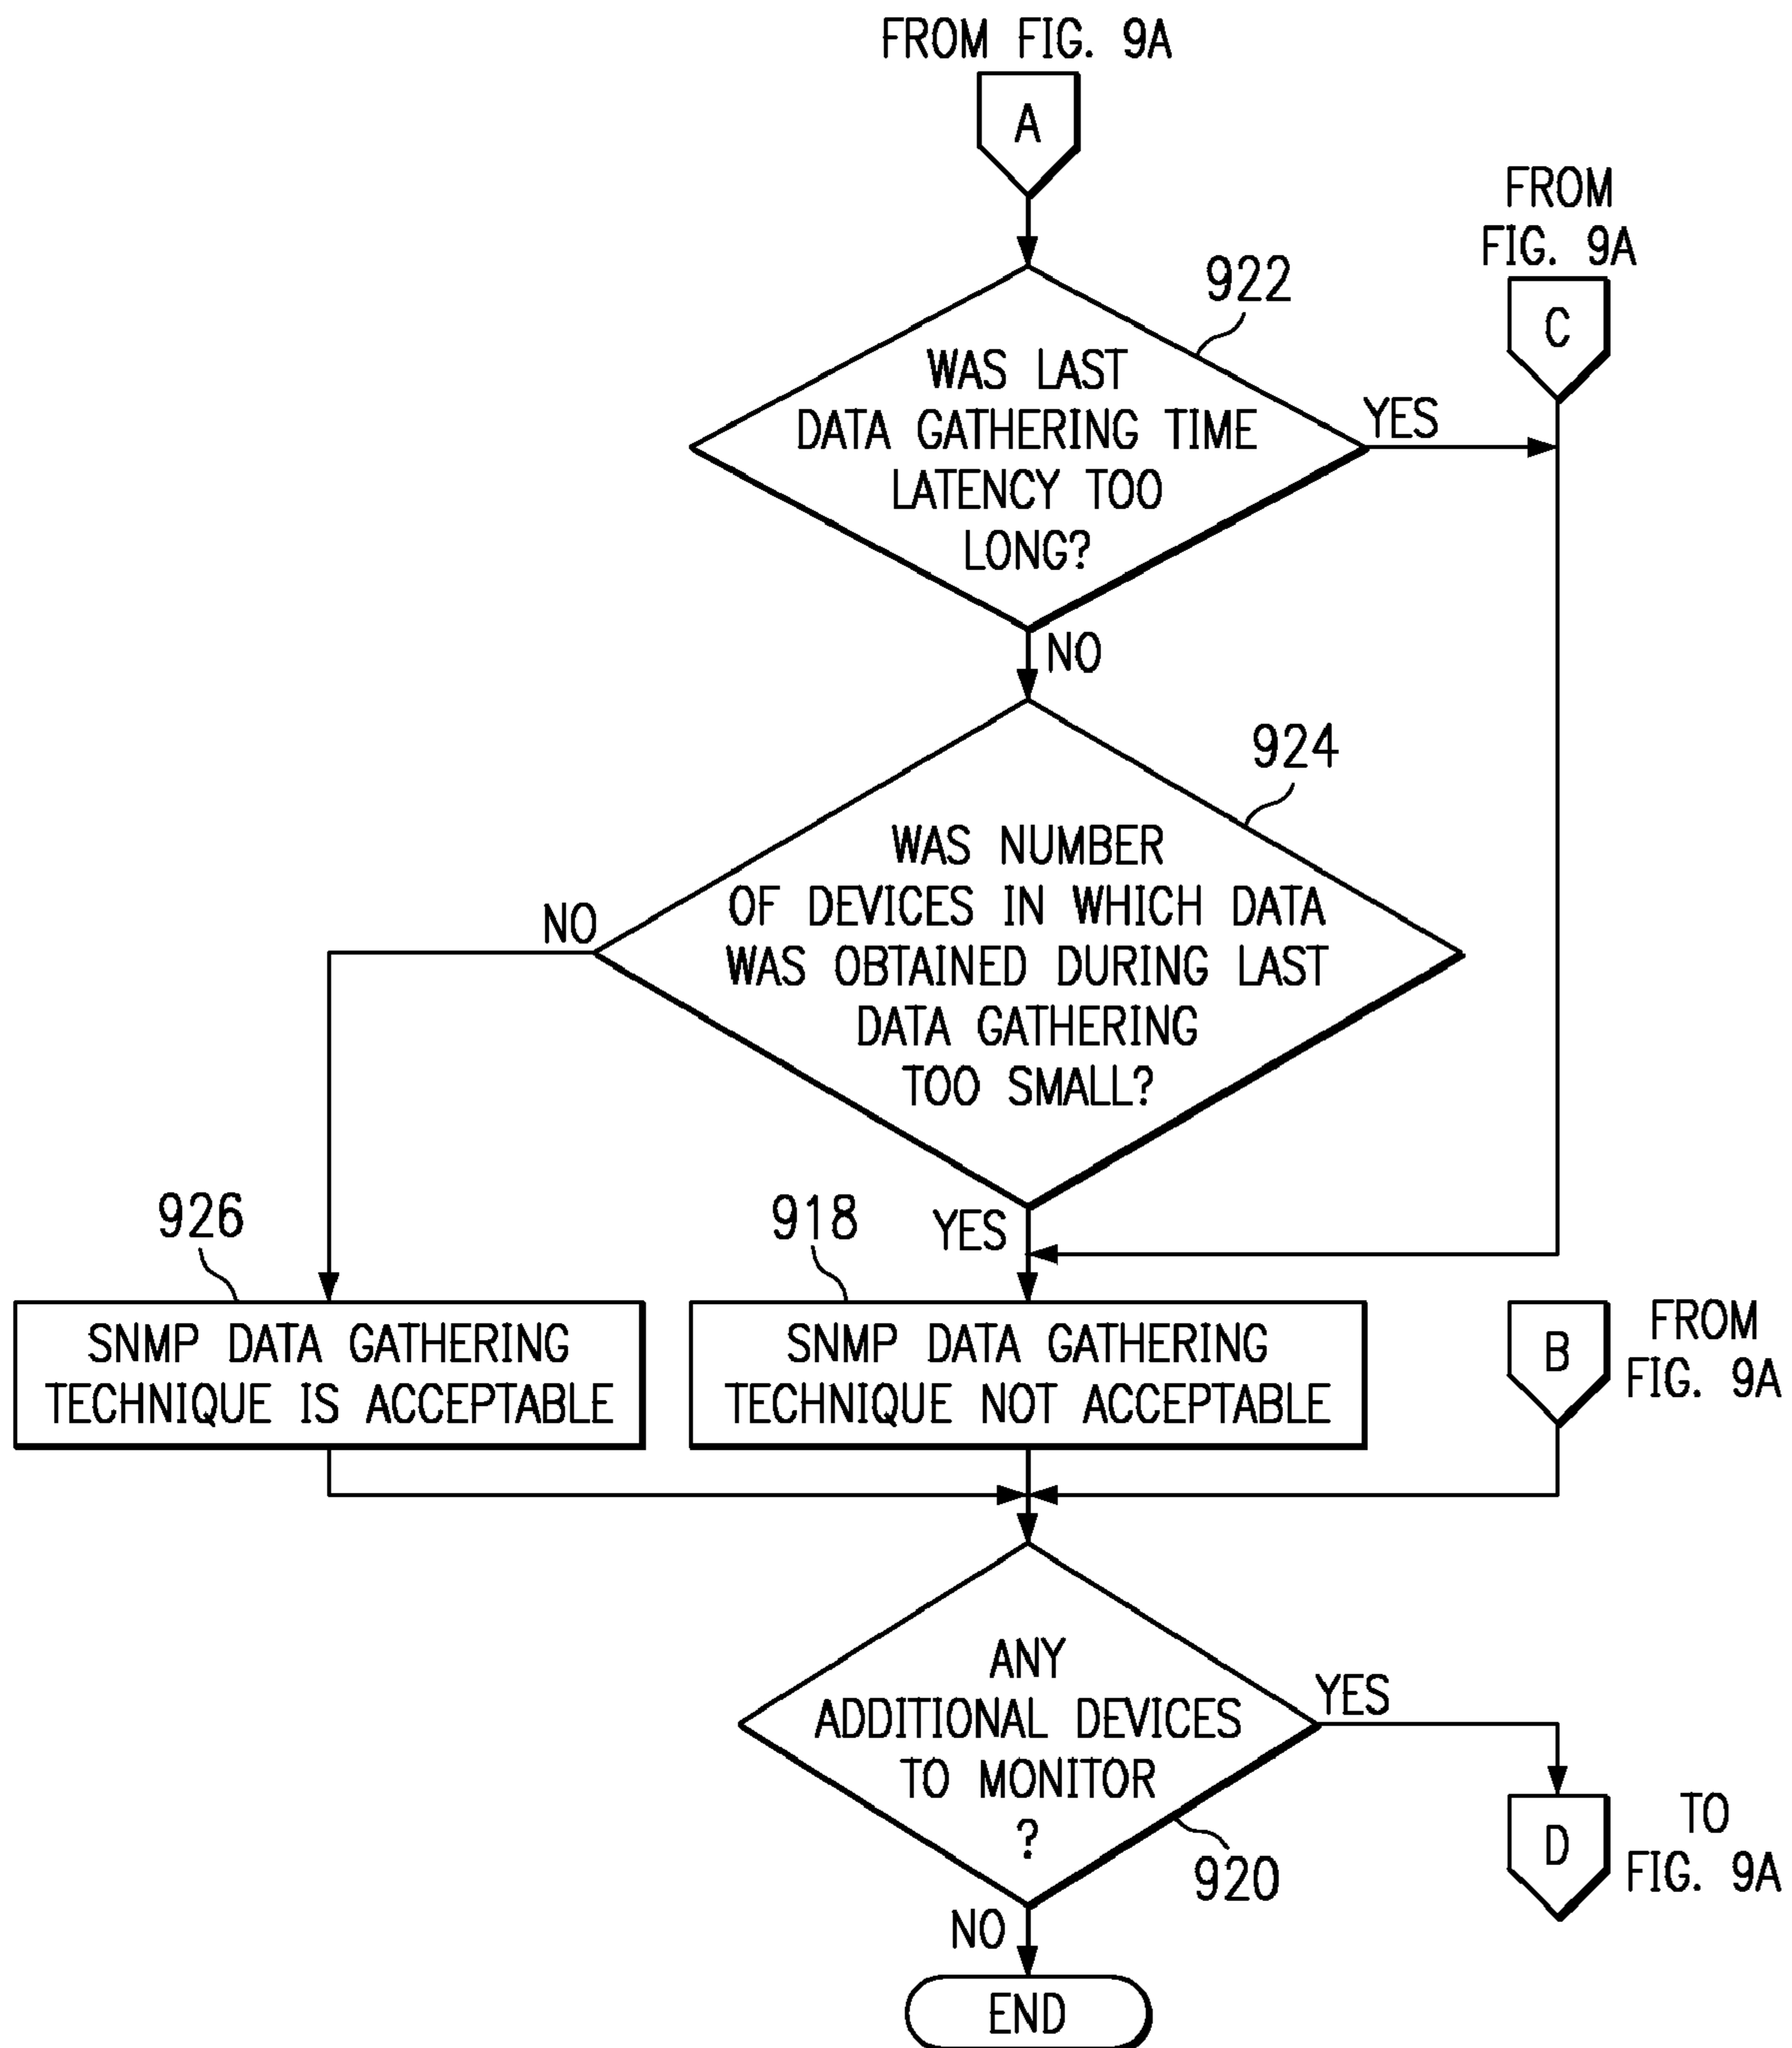 FROM FIG. 9A
A
FROM
FIG. 9A
C
922
WAS LAST
DATA GATHERING TIME
LATENCY TOO
LONG?
YES
NO
924
WAS NUMBER
OF DEVICES IN WHICH DATA
WAS OBTAINED DURING LAST
DATA GATHERING
TOO SMALL?
NO
YES
926
SNMP DATA GATHERING
TECHNIQUE IS ACCEPTABLE
918
SNMP DATA GATHERING
TECHNIQUE NOT ACCEPTABLE
B
FROM
FIG. 9A
ANY
ADDITIONAL DEVICES
TO MONITOR
?
YES
920
D
TO
FIG. 9A
NO
END